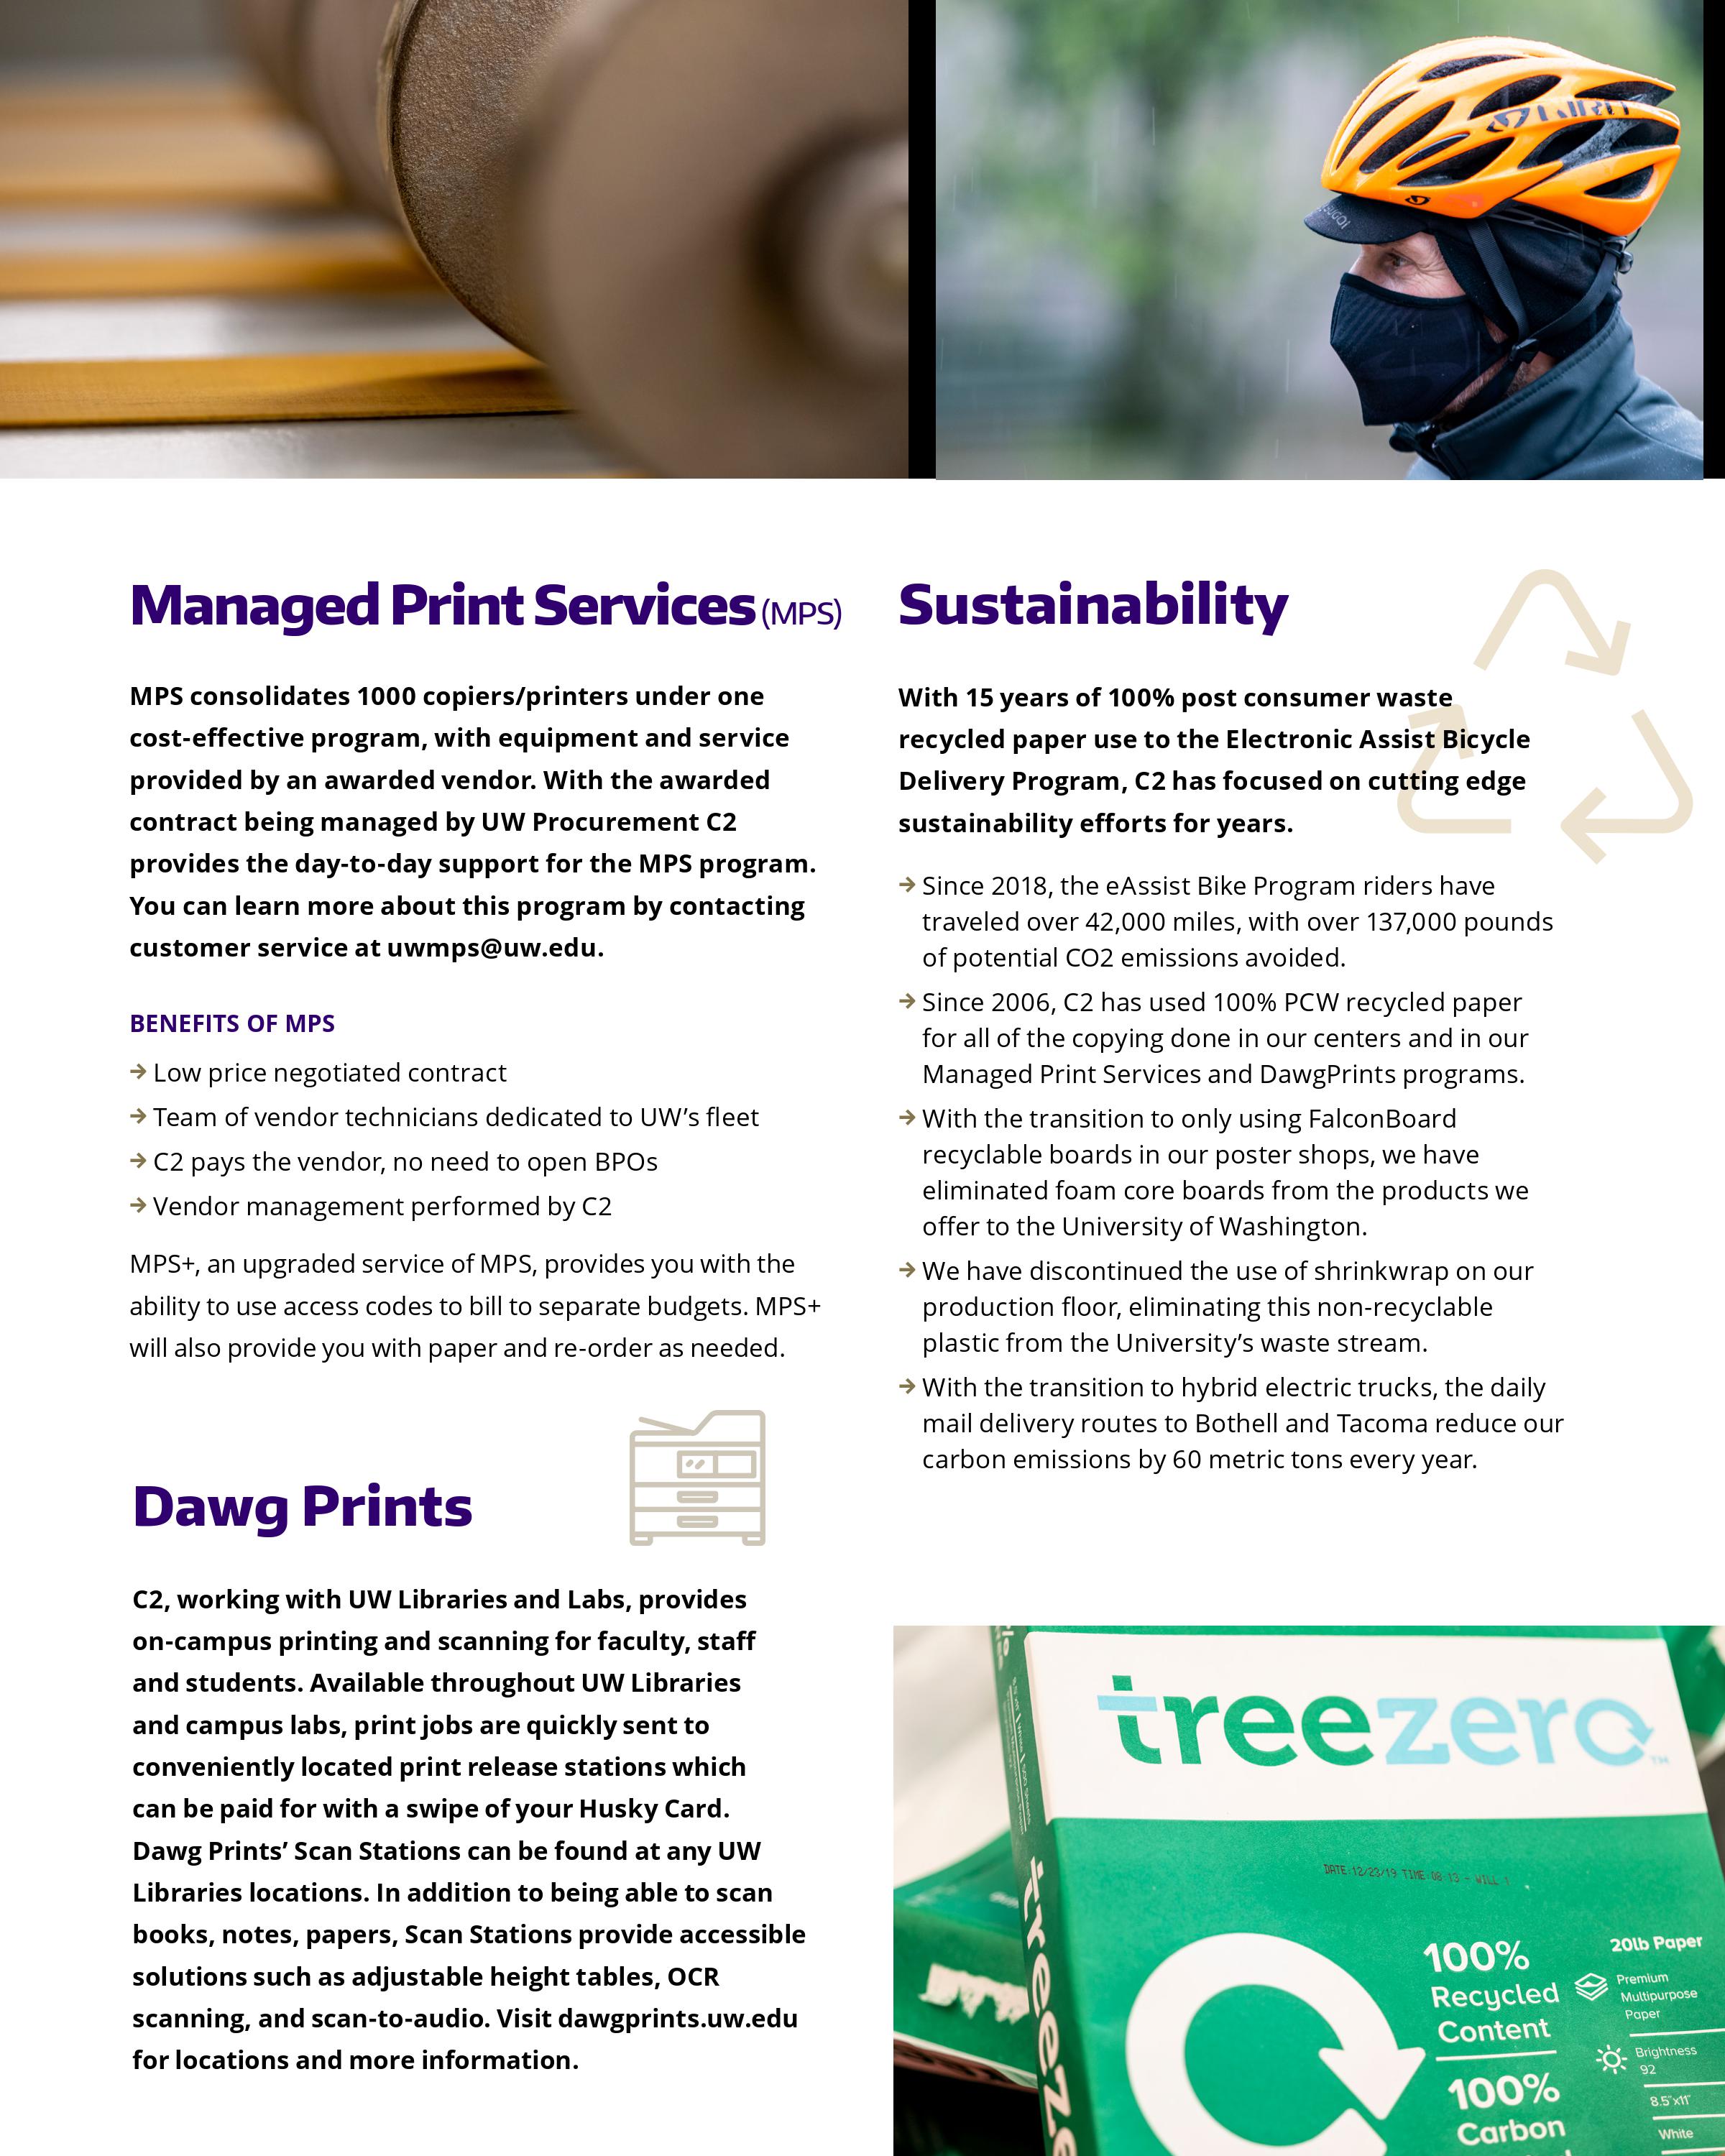 GIRO
SUGOI
Managed Print Services (MPS)
MPS consolidates 1000 copiers/printers under one
cost-effective program, with equipment and service
provided by an awarded vendor. With the awarded
contract being managed by UW Procurement C2
provides the day-to-day support for the MPS program.
You can learn more about this program by contacting
customer service at uwmps@uw.edu.
BENEFITS OF MPS
→ Low price negotiated contract
→ Team of vendor technicians dedicated to UW’s fleet
→ C2 pays the vendor, no need to open BPOs
→ Vendor management performed by C2
MPS+, an upgraded service of MPS, provides you with the
ability to use access codes to bill to separate budgets. MPS+
will also provide you with paper and re-order as needed.
Dawg Prints
C2, working with UW Libraries and Labs, provides
on-campus printing and scanning for faculty, staff
and students. Available throughout UW Libraries
and campus labs, print jobs are quickly sent to
conveniently located print release stations which
can be paid for with a swipe of your Husky Card.
Dawg Prints’ Scan Stations can be found at any UW
Libraries locations. In addition to being able to scan
books, notes, papers, Scan Stations provide accessible
solutions such as adjustable height tables, OCR
scanning, and scan-to-audio. Visit dawgprints.uw.edu
for locations and more information.
Sustainability
With 15 years of 100% post consumer waste
recycled paper use to the Electronic Assist Bicycle
Delivery Program, C2 has focused on cutting edge
sustainability efforts for years.
→ Since 2018, the eAssist Bike Program riders have
traveled over 42,000 miles, with over 137,000 pounds
of potential CO2 emissions avoided.
→ Since 2006, C2 has used 100% PCW recycled paper
for all of the copying done in our centers and in our
Managed Print Services and DawgPrints programs.
→ With the transition to only using FalconBoard
recyclable boards in our poster shops, we have
eliminated foam core boards from the products we
offer to the University of Washington.
→ We have discontinued the use of shrinkwrap on our
production floor, eliminating this non-recyclable
plastic from the University’s waste stream.
→ With the transition to hybrid electric trucks, the daily
mail delivery routes to Bothell and Tacoma reduce our
carbon emissions by 60 metric tons every year.
treezero™
DATE:12/23/19 TIME:08:13 - WILL
treeze
100%
Recycled
Content
100%
Carbon
20lb Paper
Premium
Multipurpose
Paper
Brightness
92
8.5"x11"
White